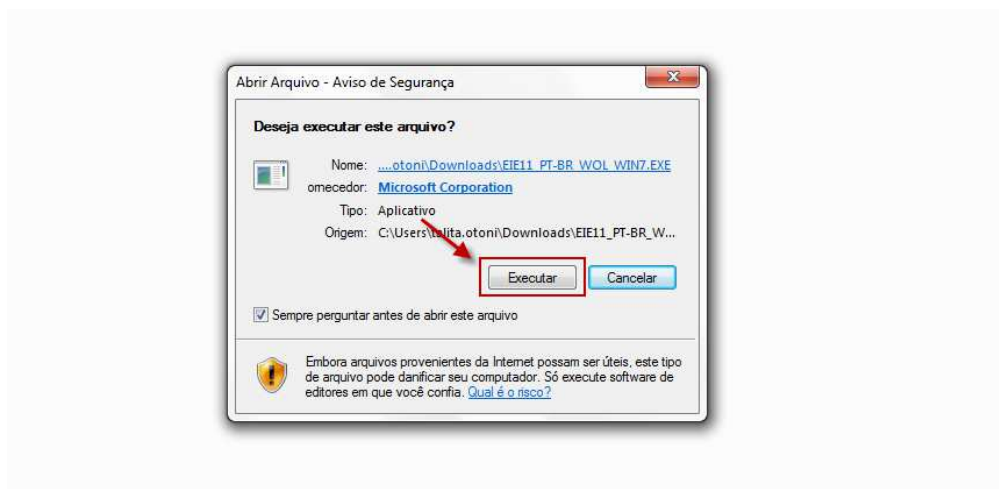 Abrir Arquivo - Aviso de Segurança
Deseja executar este arquivo?
Nome: ....otoni\Downloads\EIE11_PT-BR_WOL_WIN7.EXE
ornecedor: Microsoft Corporation
Tipo: Aplicativo
Origem: C:\Users\talita.otoni\Downloads\EIE11_PT-BR_W...
Executar Cancelar
Sempre perguntar antes de abrir este arquivo
Embora arquivos provenientes da Internet possam ser úteis, este tipo
de arquivo pode danificar seu computador. Só execute software de
editores em que você confia. Qual é o risco?